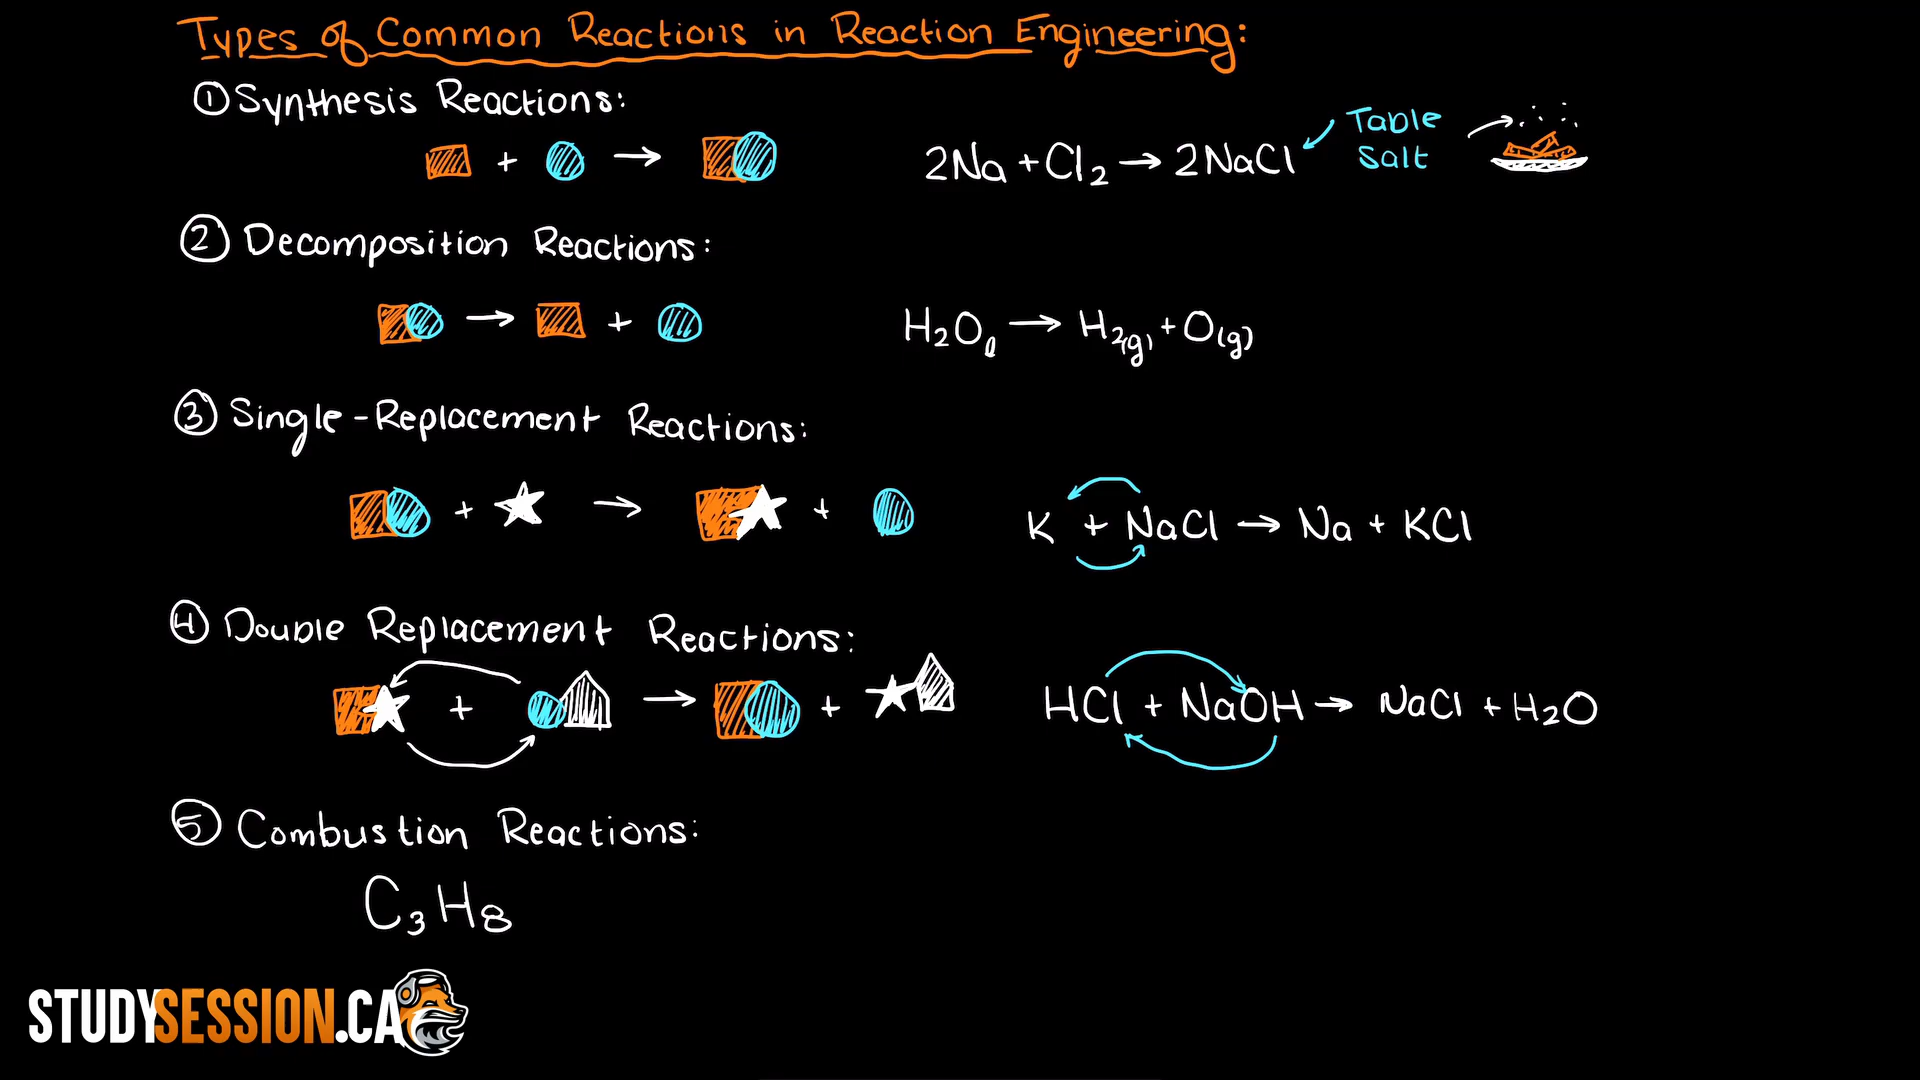 Types of Common Reactions in Reaction Engineering:
① Synthesis Reactions:
+ →
2Na + Cl₂ → 2NaCl
Table
Salt
② Decomposition Reactions:
→ +
H₂Oₗ → H₂(g) + O(g)
③ Single-Replacement Reactions:
+ → +
K + NaCl → Na + KCl
④ Double Replacement Reactions:
+ → +
HCl + NaOH → NaCl + H₂O
⑤ Combustion Reactions:
C₃H₈
STUDYSESSION.CA